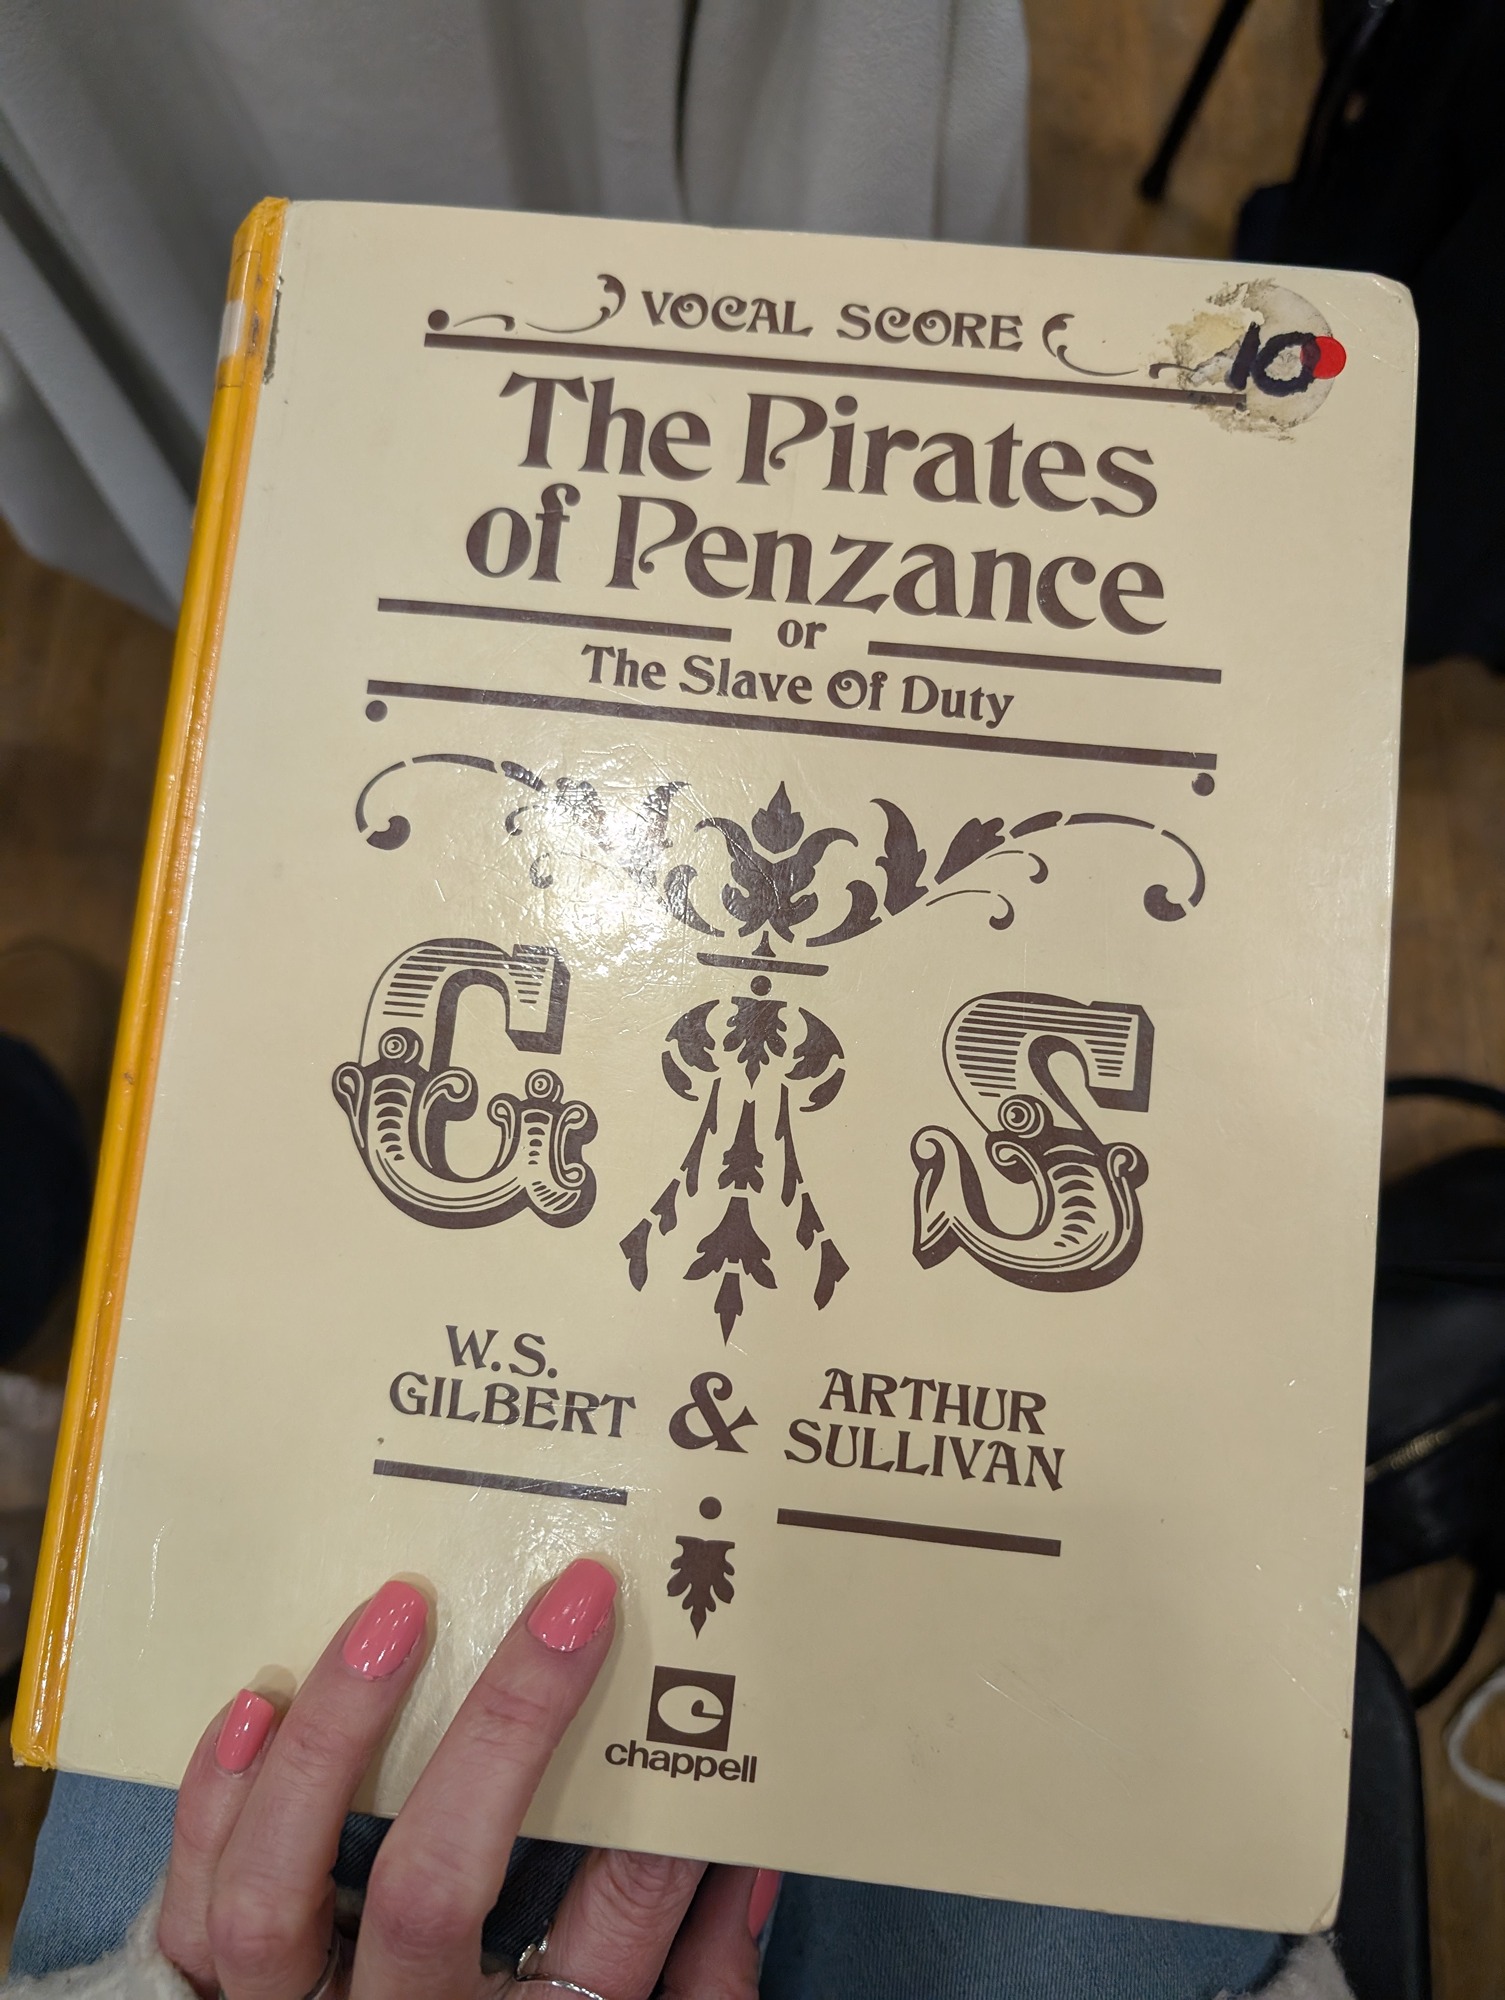 VOCAL SCORE
10
The Pirates
of Penzance
or
The Slave Of Duty
G S
W.S.
GILBERT
&
ARTHUR
SULLIVAN
chappell